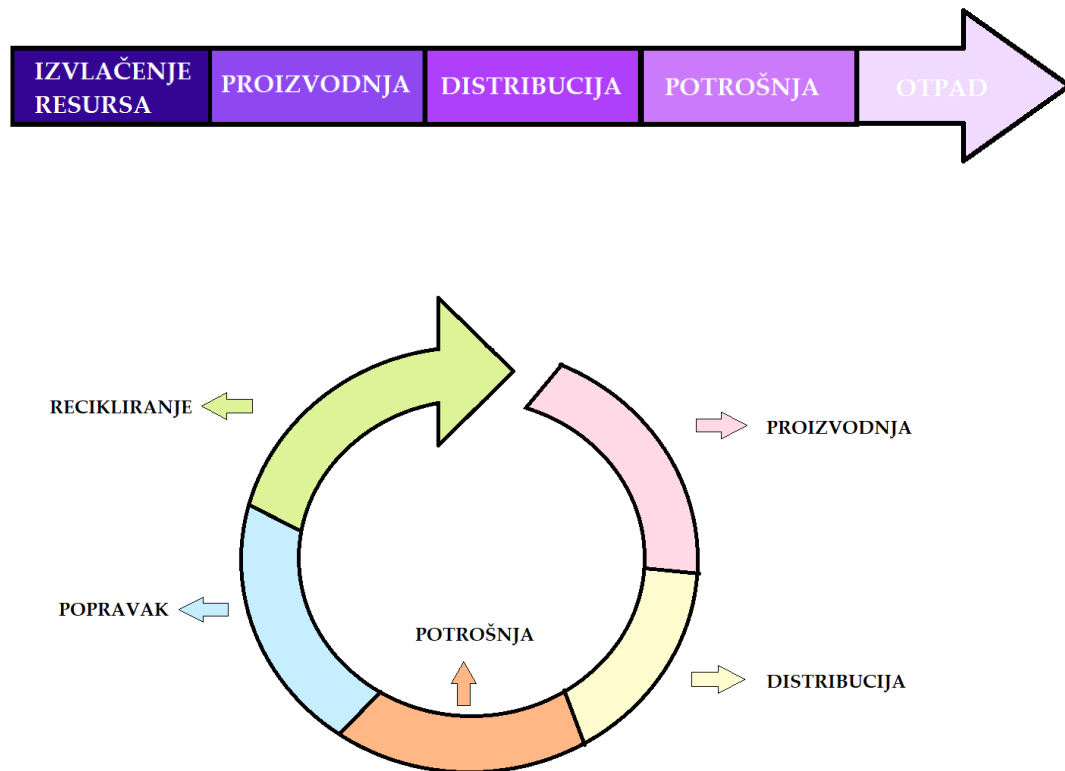 IZVLAČENJE
RESURSA
PROIZVODNJA
DISTRIBUCIJA
POTROŠNJA
OTPAD
RECIKLIRANJE
PROIZVODNJA
POPRAVAK
POTROŠNJA
DISTRIBUCIJA